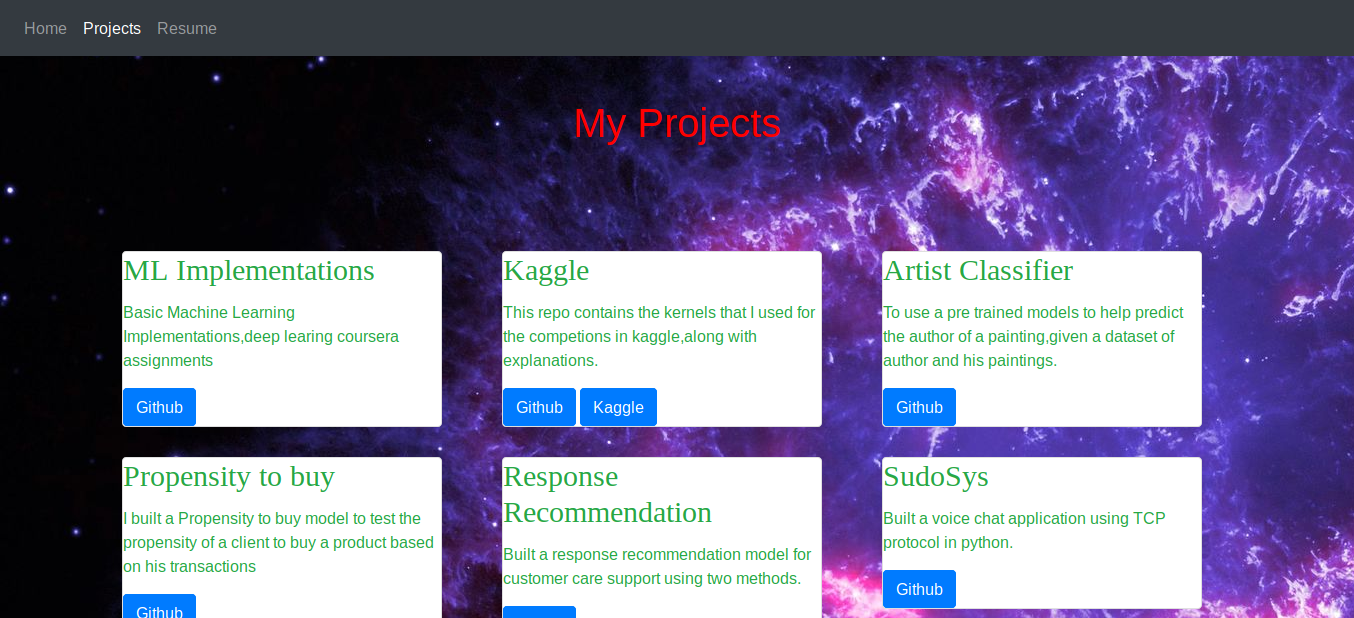 Home Projects Resume
My Projects
ML Implementations
Basic Machine Learning
Implementations,deep learing coursera
assignments
Github
Kaggle
This repo contains the kernels that I used for
the competions in kaggle,along with
explanations.
Github Kaggle
Artist Classifier
To use a pre trained models to help predict
the author of a painting,given a dataset of
author and his paintings.
Github
Propensity to buy
I built a Propensity to buy model to test the
propensity of a client to buy a product based
on his transactions
Github
Response
Recommendation
Built a response recommendation model for
customer care support using two methods.
SudoSys
Built a voice chat application using TCP
protocol in python.
Github